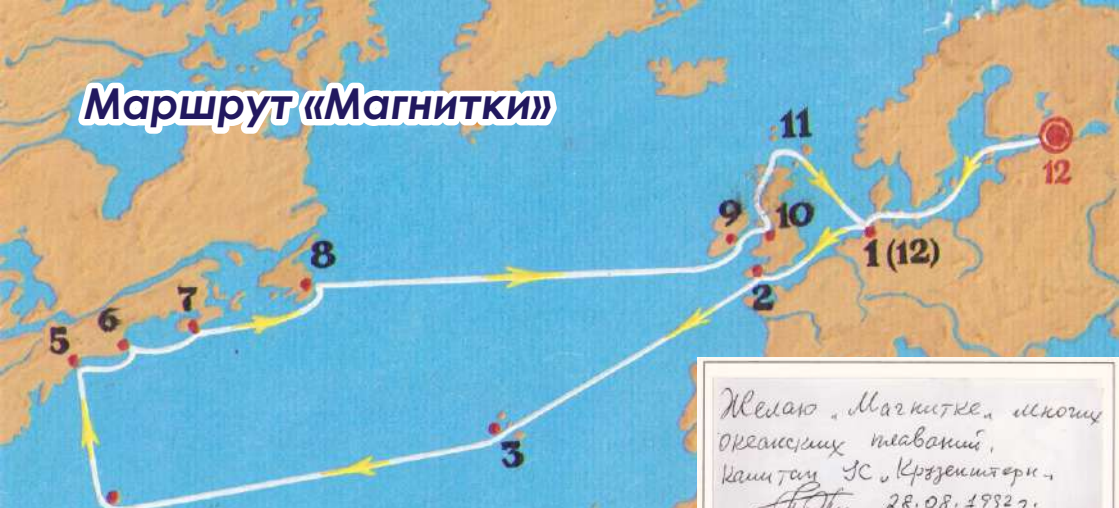 Маршрут «Магнитки»
11
12
9
10
1 (12)
8
2
7
6
5
3
Желаю „Магнитке„ многих
океанских плаваний.
Капитан УС „Крузенштерн„
28.08.1992г.